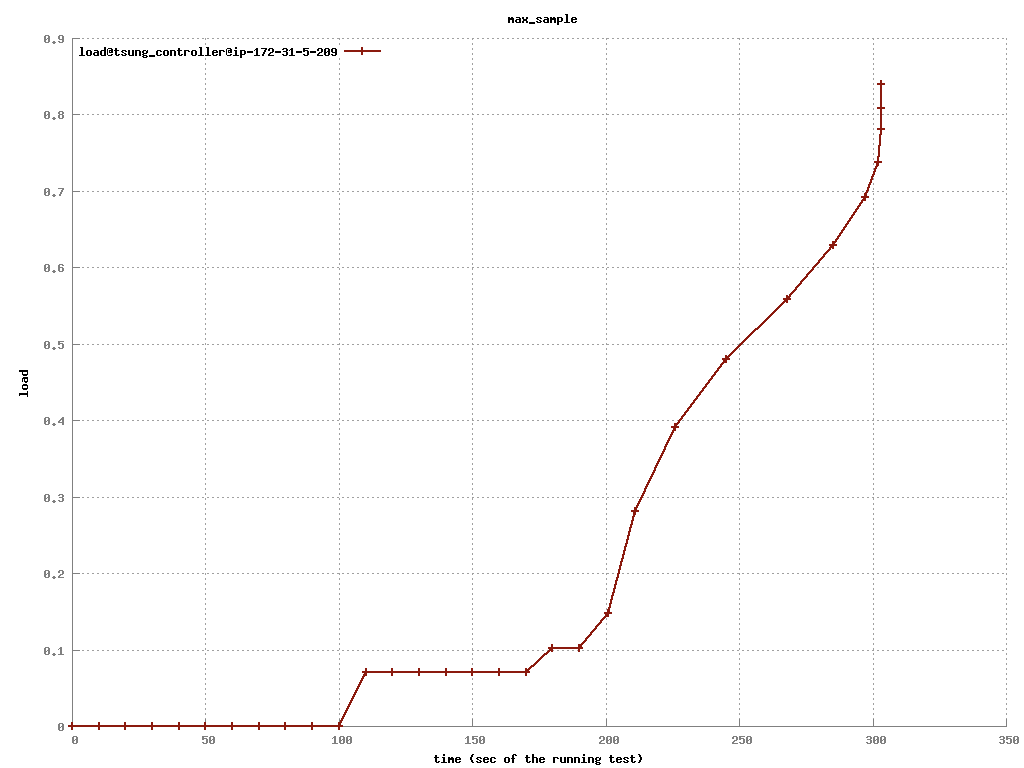 max_sample
load@tsung_controller@ip-172-31-5-209
0.9
0.8
0.7
0.6
0.5
0.4
0.3
0.2
0.1
0
load
0 50 100 150 200 250 300 350
time (sec of the running test)